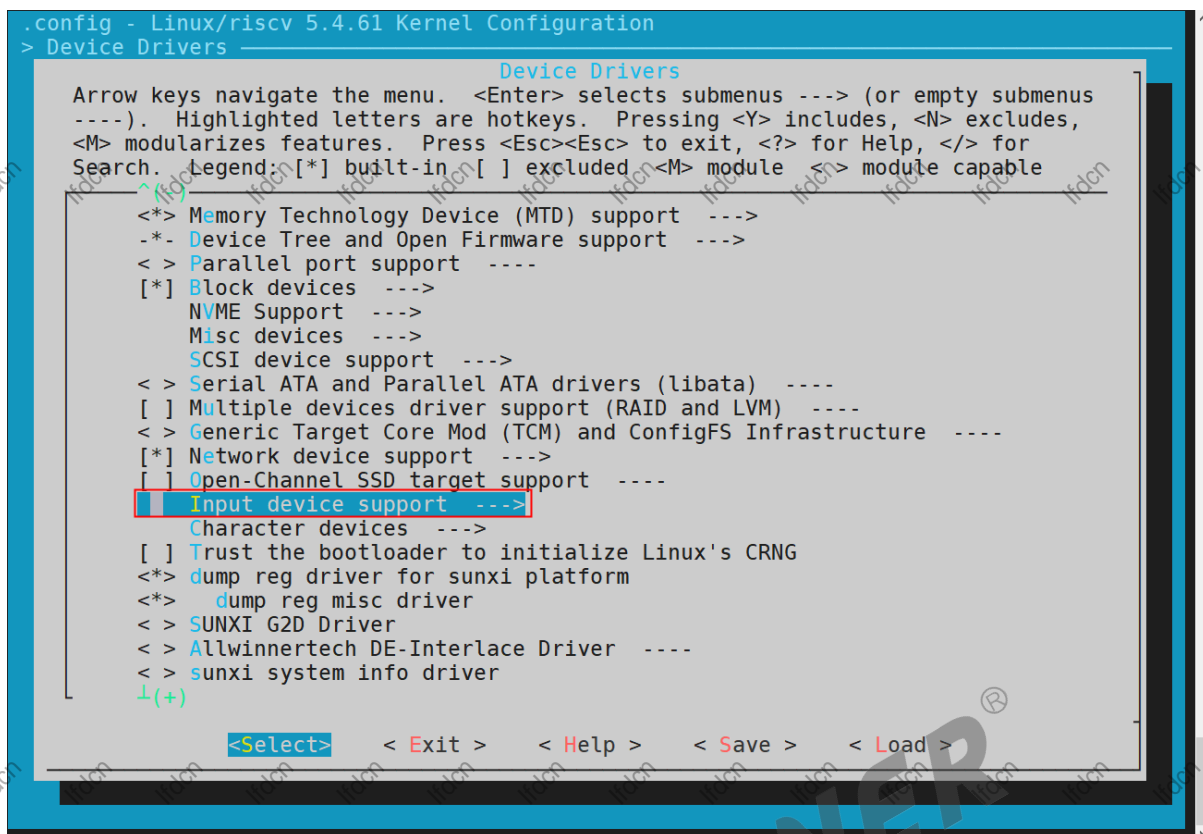 .config - Linux/riscv 5.4.61 Kernel Configuration
> Device Drivers
Device Drivers
Arrow keys navigate the menu.  <Enter> selects submenus ---> (or empty submenus
----).  Highlighted letters are hotkeys.  Pressing <Y> includes, <N> excludes,
<M> modularizes features.  Press <Esc><Esc> to exit, <?> for Help, </> for
Search.  Legend: [*] built-in  [ ] excluded  <M> module  < > module capable
^(-)
<*> Memory Technology Device (MTD) support  --->
-*- Device Tree and Open Firmware support  --->
< > Parallel port support  ----
[*] Block devices  --->
NVME Support  --->
Misc devices  --->
SCSI device support  --->
< > Serial ATA and Parallel ATA drivers (libata)  ----
[ ] Multiple devices driver support (RAID and LVM)  ----
< > Generic Target Core Mod (TCM) and ConfigFS Infrastructure  ----
[*] Network device support  --->
[ ] Open-Channel SSD target support  ----
Input device support  --->
Character devices  --->
[ ] Trust the bootloader to initialize Linux's CRNG
<*> dump reg driver for sunxi platform
<*>   dump reg misc driver
< > SUNXI G2D Driver
< > Allwinnertech DE-Interlace Driver  ----
< > sunxi system info driver
┴(+)
<Select>    < Exit >    < Help >    < Save >    < Load >